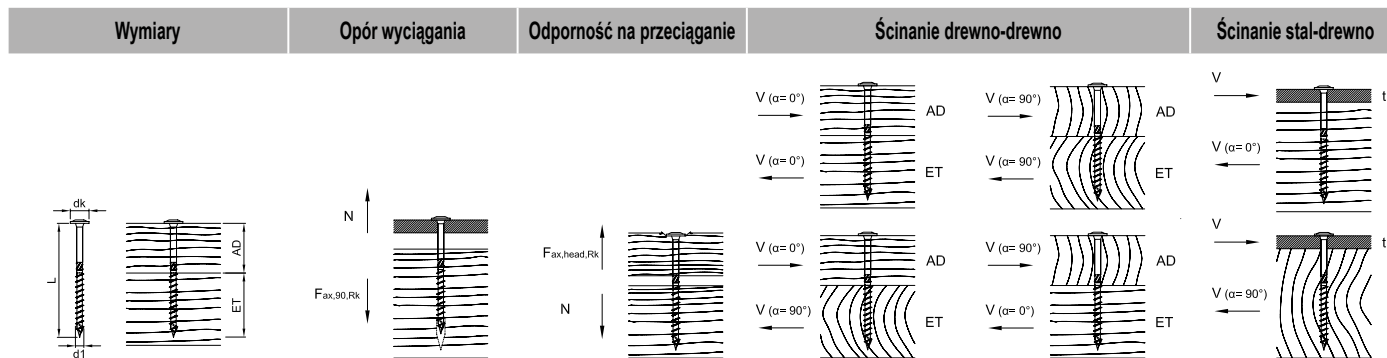 Wymiary Opór wyciągania Odporność na przeciąganie Ścinanie drewno-drewno Ścinanie stal-drewno
V (α= 0°) AD V (α= 90°) AD V t
V (α= 0°) ET V (α= 90°) ET V (α= 0°)
dk N
L AD ET d1
F ax,90,Rk
F ax,head,Rk
N
V (α= 0°) AD V (α= 90°) AD V t
V (α= 90°) ET V (α= 0°) ET V (α= 90°)